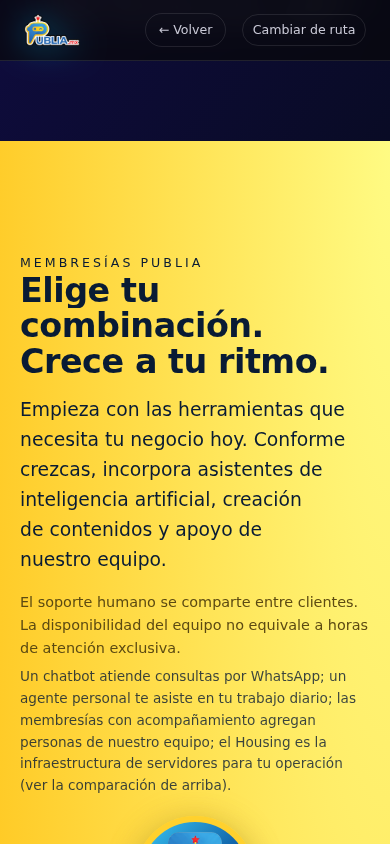 PUBLIA.mx
← Volver
Cambiar de ruta
MEMBRESÍAS PUBLIA
Elige tu
combinación.
Crece a tu ritmo.
Empieza con las herramientas que
necesita tu negocio hoy. Conforme
crezcas, incorpora asistentes de
inteligencia artificial, creación
de contenidos y apoyo de
nuestro equipo.
El soporte humano se comparte entre clientes.
La disponibilidad del equipo no equivale a horas
de atención exclusiva.
Un chatbot atiende consultas por WhatsApp; un
agente personal te asiste en tu trabajo diario; las
membresías con acompañamiento agregan
personas de nuestro equipo; el Housing es la
infraestructura de servidores para tu operación
(ver la comparación de arriba).